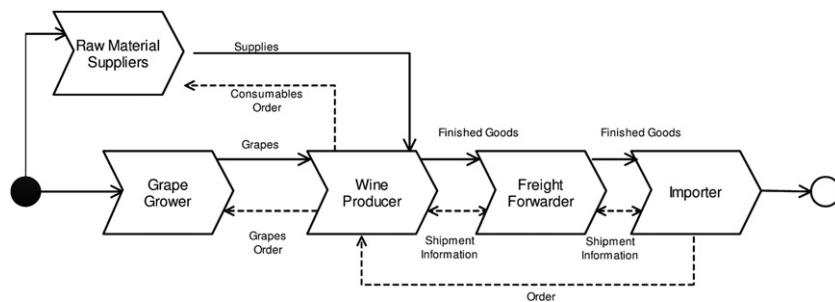 Raw Material
Suppliers
Supplies
Consumables
Order
Grapes
Finished Goods
Finished Goods
Grape
Grower
Wine
Producer
Freight
Forwarder
Importer
Grapes
Order
Shipment
Information
Shipment
Information
Order